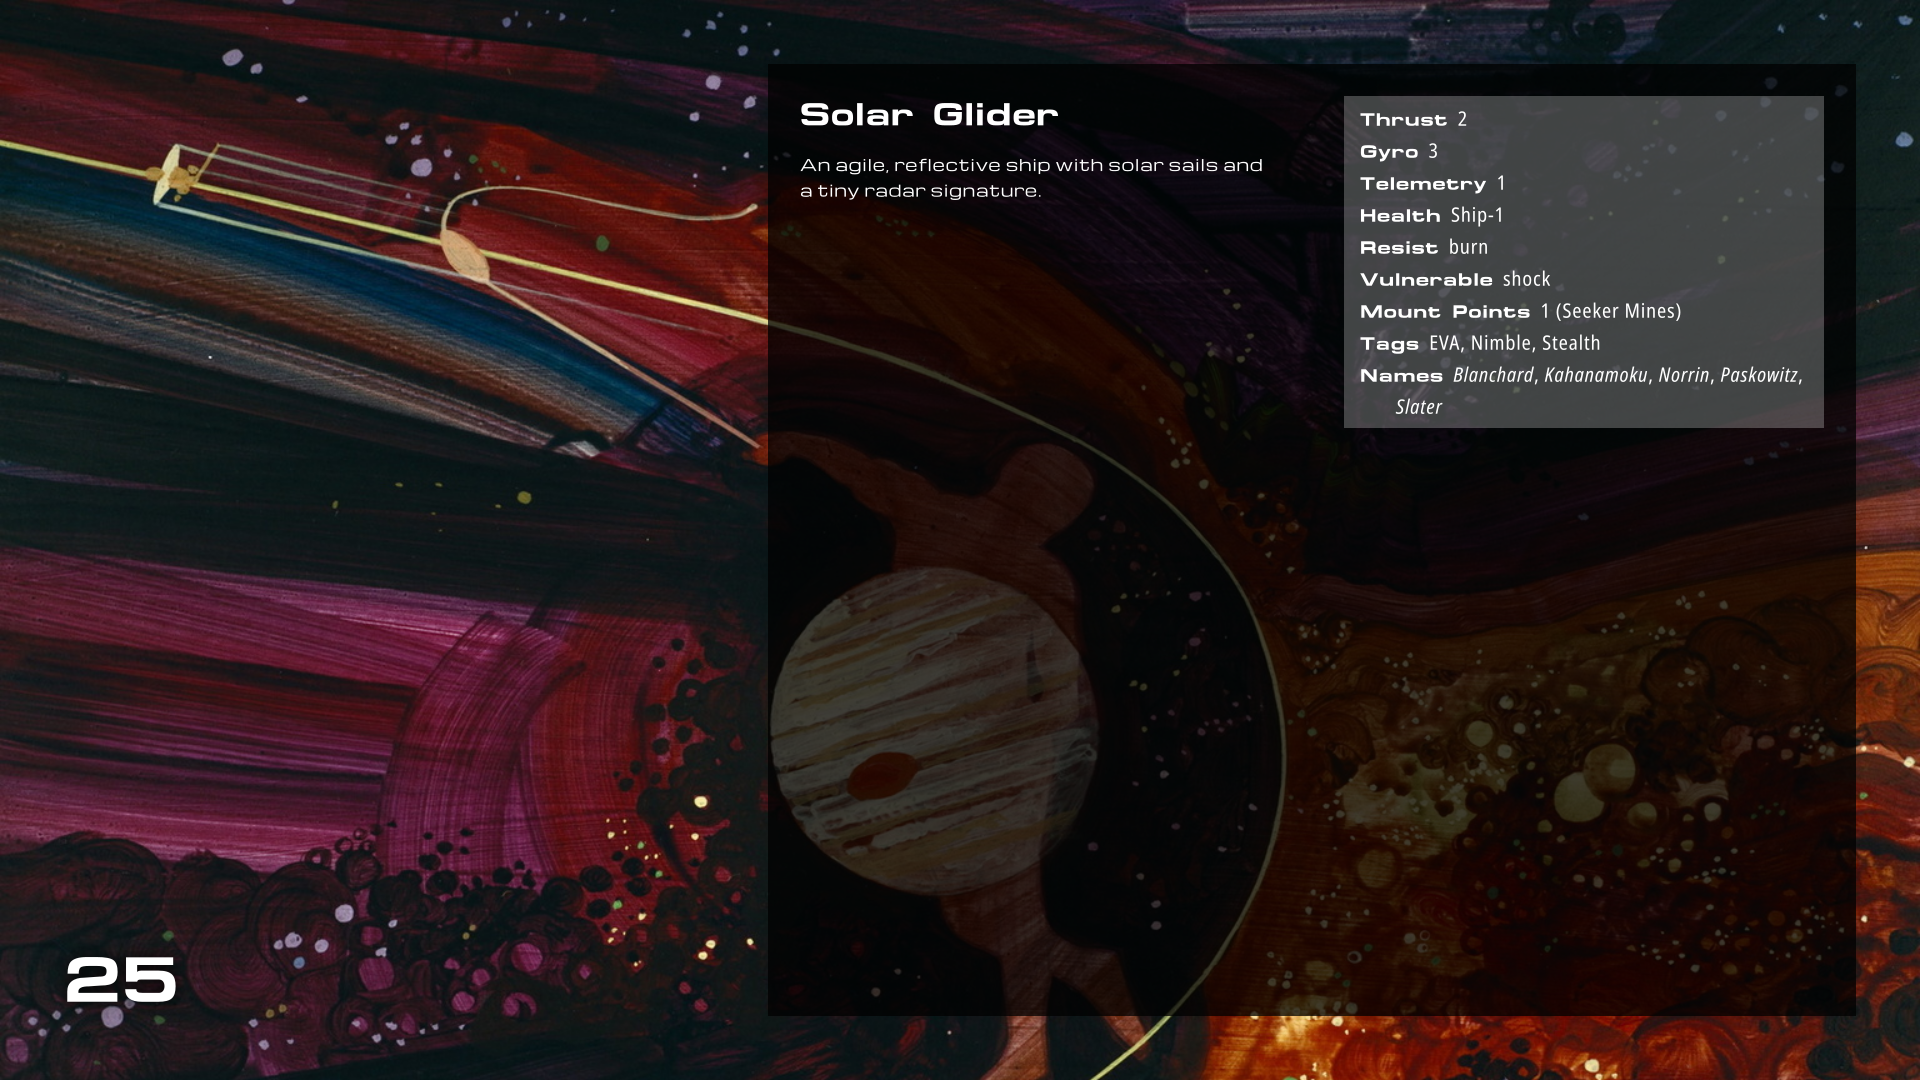 Solar Glider
An agile, reflective ship with solar sails and
a tiny radar signature.
Thrust 2
Gyro 3
Telemetry 1
Health Ship-1
Resist burn
Vulnerable shock
Mount Points 1 (Seeker Mines)
Tags EVA, Nimble, Stealth
Names Blanchard, Kahanamoku, Norrin, Paskowitz,
Slater
25